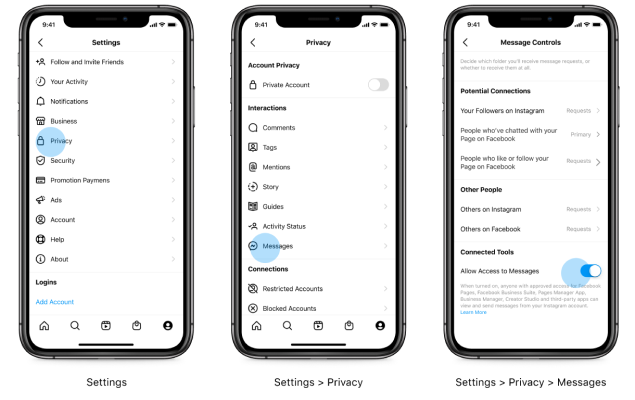 9:41
Settings
Follow and Invite Friends
Your Activity
Notifications
Business
Privacy
Security
Promotion Paymens
Ads
Account
Help
About
Logins
Add Account
Settings
9:41
Privacy
Account Privacy
Private Account
Interactions
Comments
Tags
Mentions
Story
Guides
Activity Status
Messages
Connections
Restricted Accounts
Blocked Accounts
Settings > Privacy
9:41
Message Controls
Decide which folder you'll receive message requests, or
whether to receive them at all.
Potential Connections
Your Followers on Instagram Requests
People who've chatted with your
Page on Facebook Primary
People who like or follow your
Page on Facebook Requests
Other People
Others on Instagram Requests
Others on Facebook Requests
Connected Tools
Allow Access to Messages
When turned on, anyone with approved access to Facebook
Pages, Facebook Business Suite, Pages Manager App,
Business Manager, Creator Studio and third-party apps can
view and send messages from your Instagram account.
Learn More
Settings > Privacy > Messages